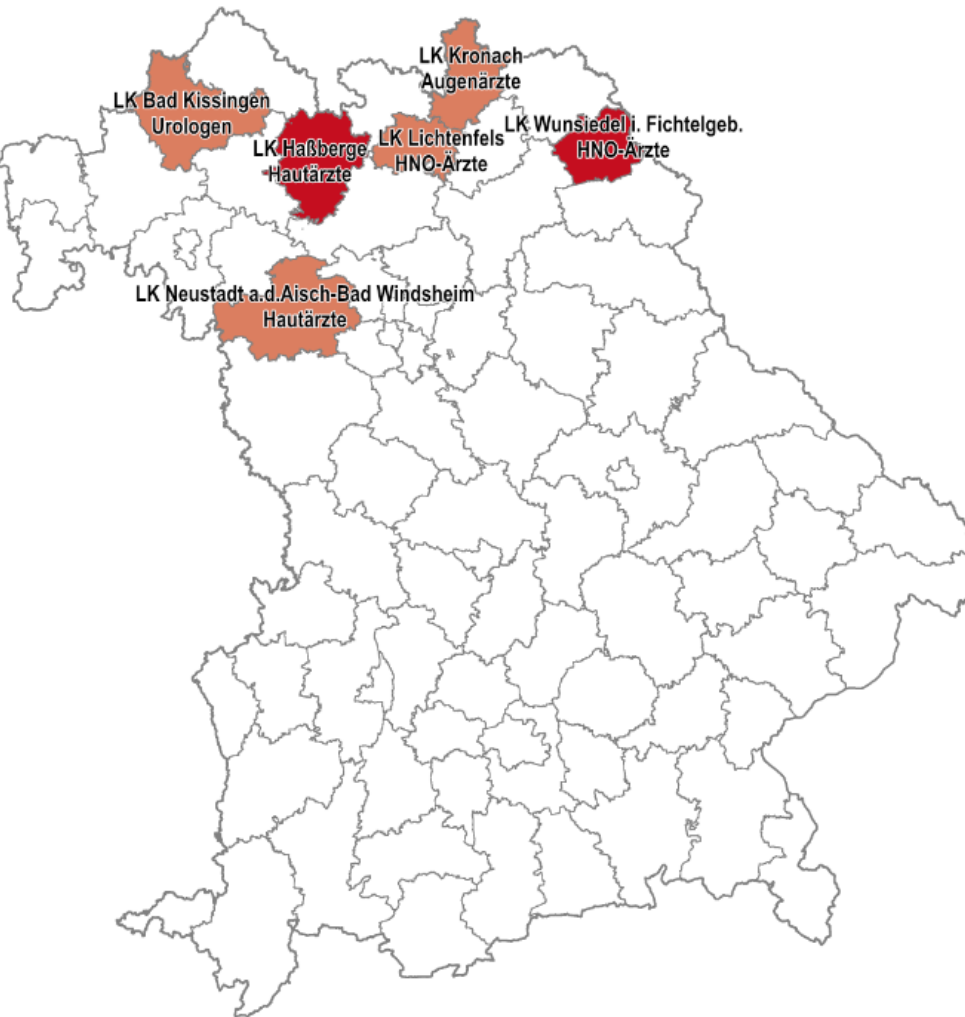 LK Kronach
Augenärzte
LK Bad Kissingen
Urologen
LK Haßberge
Hautärzte
LK Lichtenfels
HNO-Ärzte
LK Wunsiedel i. Fichtelgeb.
HNO-Ärzte
LK Neustadt a.d.Aisch-Bad Windsheim
Hautärzte